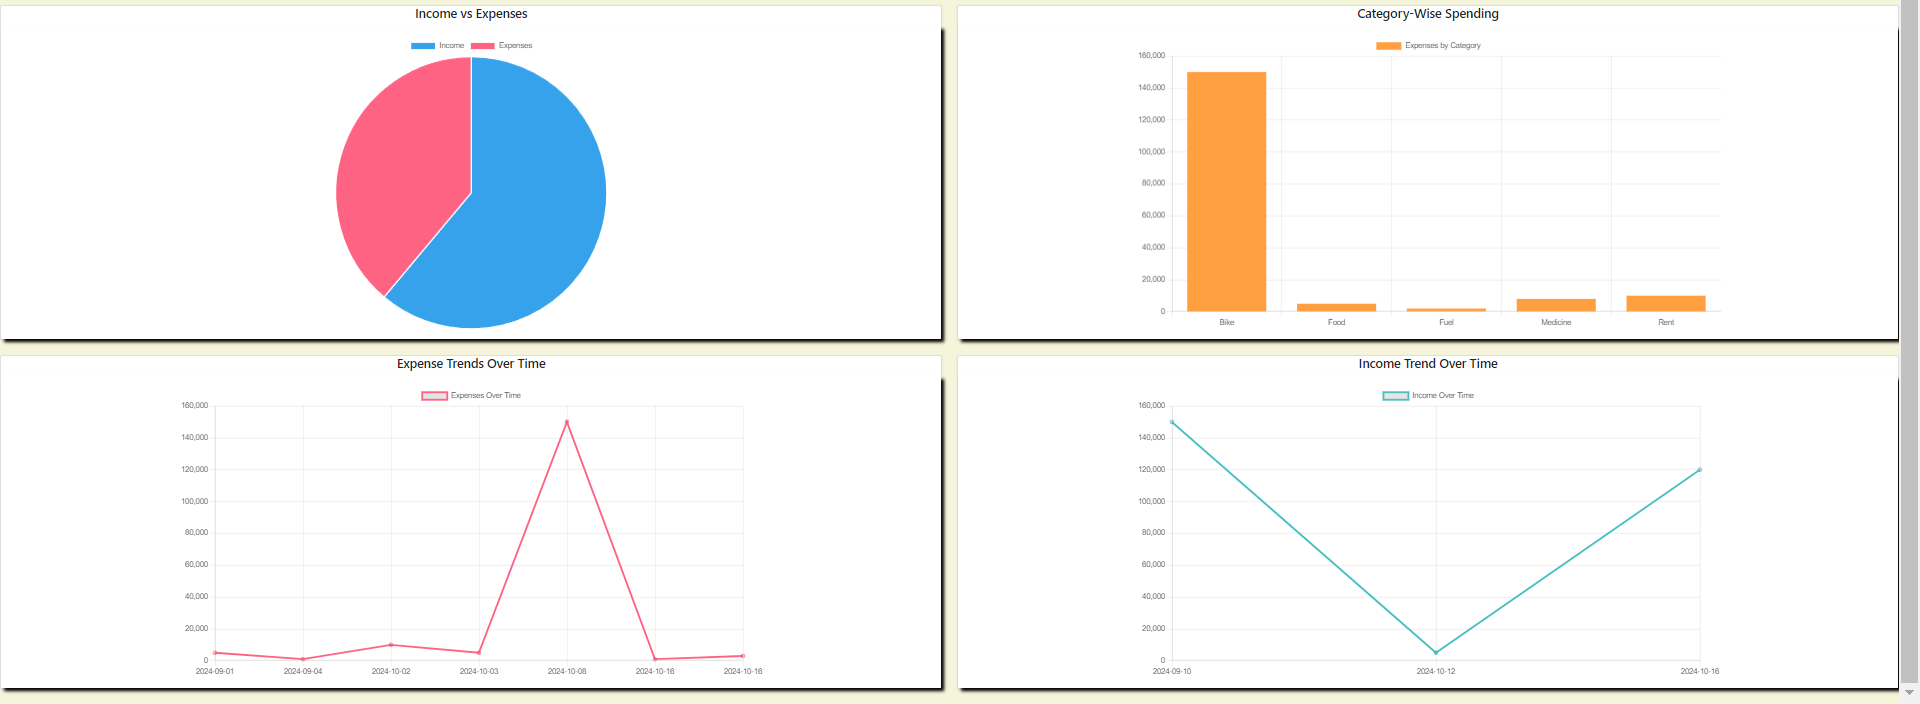 Income vs Expenses
Income Expenses
Category-Wise Spending
Expenses by Category
160,000
140,000
120,000
100,000
80,000
60,000
40,000
20,000
0
Bike Food Fuel Medicine Rent
Expense Trends Over Time
Expenses Over Time
160,000
140,000
120,000
100,000
80,000
60,000
40,000
20,000
0
2024-09-01 2024-09-04 2024-10-02 2024-10-03 2024-10-08 2024-10-16 2024-10-16
Income Trend Over Time
Income Over Time
160,000
140,000
120,000
100,000
80,000
60,000
40,000
20,000
0
2024-09-10 2024-10-12 2024-10-16